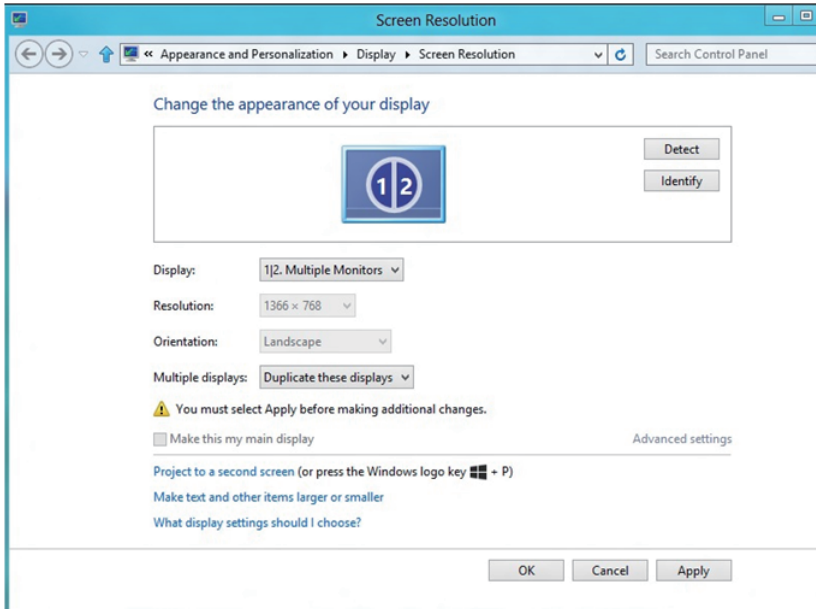 Screen Resolution
« Appearance and Personalization ▸ Display ▸ Screen Resolution
Search Control Panel
Change the appearance of your display
1 2
Detect
Identify
Display: 1|2. Multiple Monitors
Resolution: 1366 × 768
Orientation: Landscape
Multiple displays: Duplicate these displays
You must select Apply before making additional changes.
Make this my main display
Advanced settings
Project to a second screen (or press the Windows logo key + P)
Make text and other items larger or smaller
What display settings should I choose?
OK Cancel Apply